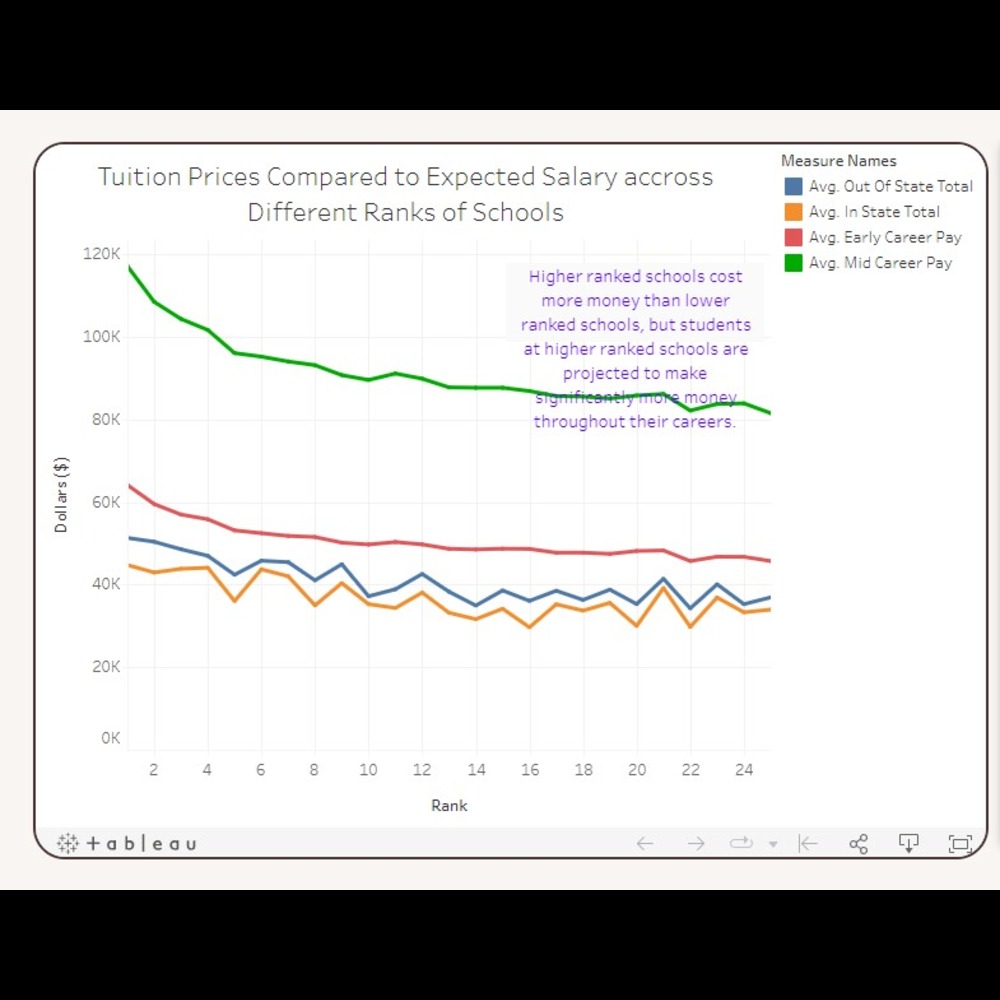 Tuition Prices Compared to Expected Salary accross
Different Ranks of Schools
Measure Names
Avg. Out Of State Total
Avg. In State Total
Avg. Early Career Pay
Avg. Mid Career Pay
Higher ranked schools cost
more money than lower
ranked schools, but students
at higher ranked schools are
projected to make
significantly more money
throughout their careers.
120K
100K
80K
60K
40K
20K
0K
Dollars ($)
2 4 6 8 10 12 14 16 18 20 22 24
Rank
+ableau